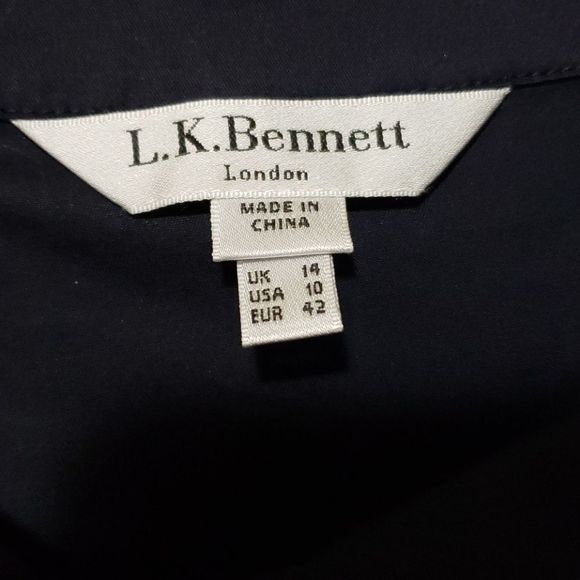 L.K.Bennett
London
MADE IN
CHINA
UK 14
USA 10
EUR 42